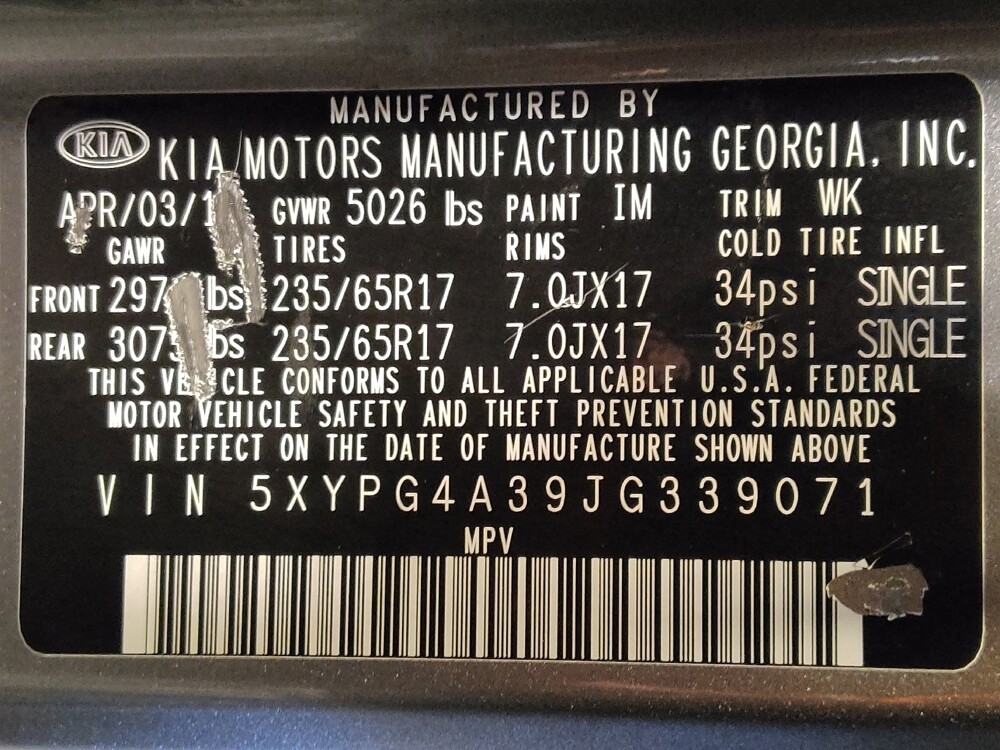 MANUFACTURED BY
KIA KIA MOTORS MANUFACTURING GEORGIA, INC.
GVWR 5026 lbs PAINT IM TRIM WK
GAWR TIRES RIMS COLD TIRE INFL
FRONT lbs 235/65R17 7.0JX17 34psi SINGLE
REAR lbs 235/65R17 7.0JX17 34psi SINGLE
THIS VEHICLE CONFORMS TO ALL APPLICABLE U.S.A. FEDERAL
MOTOR VEHICLE SAFETY AND THEFT PREVENTION STANDARDS
IN EFFECT ON THE DATE OF MANUFACTURE SHOWN ABOVE
VIN 5XYPG4A39JG339071
MPV